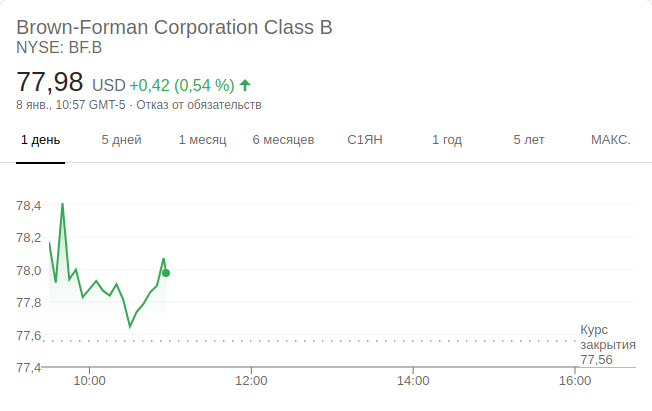 Brown-Forman Corporation Class B
NYSE: BF.B
77,98 USD +0,42 (0,54 %)
8 янв., 10:57 GMT-5 · Отказ от обязательств
1 день 5 дней 1 месяц 6 месяцев С1ЯН 1 год 5 лет МАКС.
78,4
78,2
78,0
77,8
77,6
Курс
закрытия
77,56
77,4
10:00 12:00 14:00 16:00